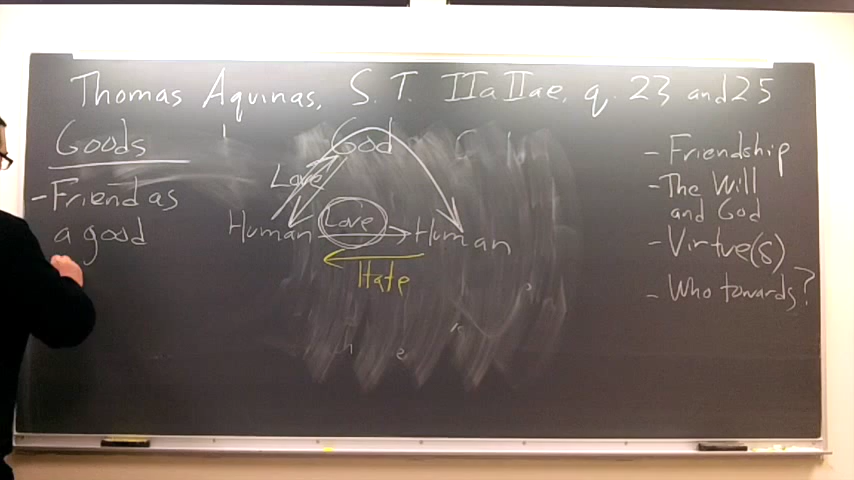 Thomas Aquinas, S. T. IIaIIae, q. 23 and 25
Goods
- Friend as
a good
God
Love
Human Love Human
Hate
- Friendship
- The Will
and God
- Virtue(s)
- Who towards?